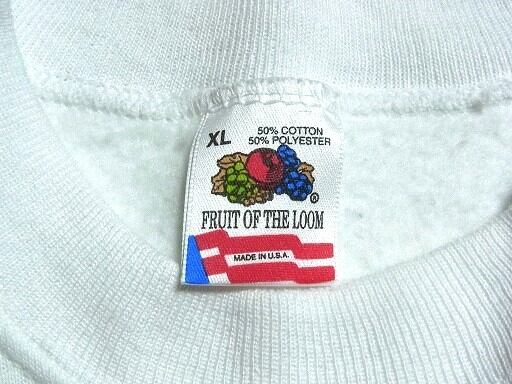 XL
50% COTTON
50% POLYESTER
®
FRUIT OF THE LOOM
MADE IN U.S.A.